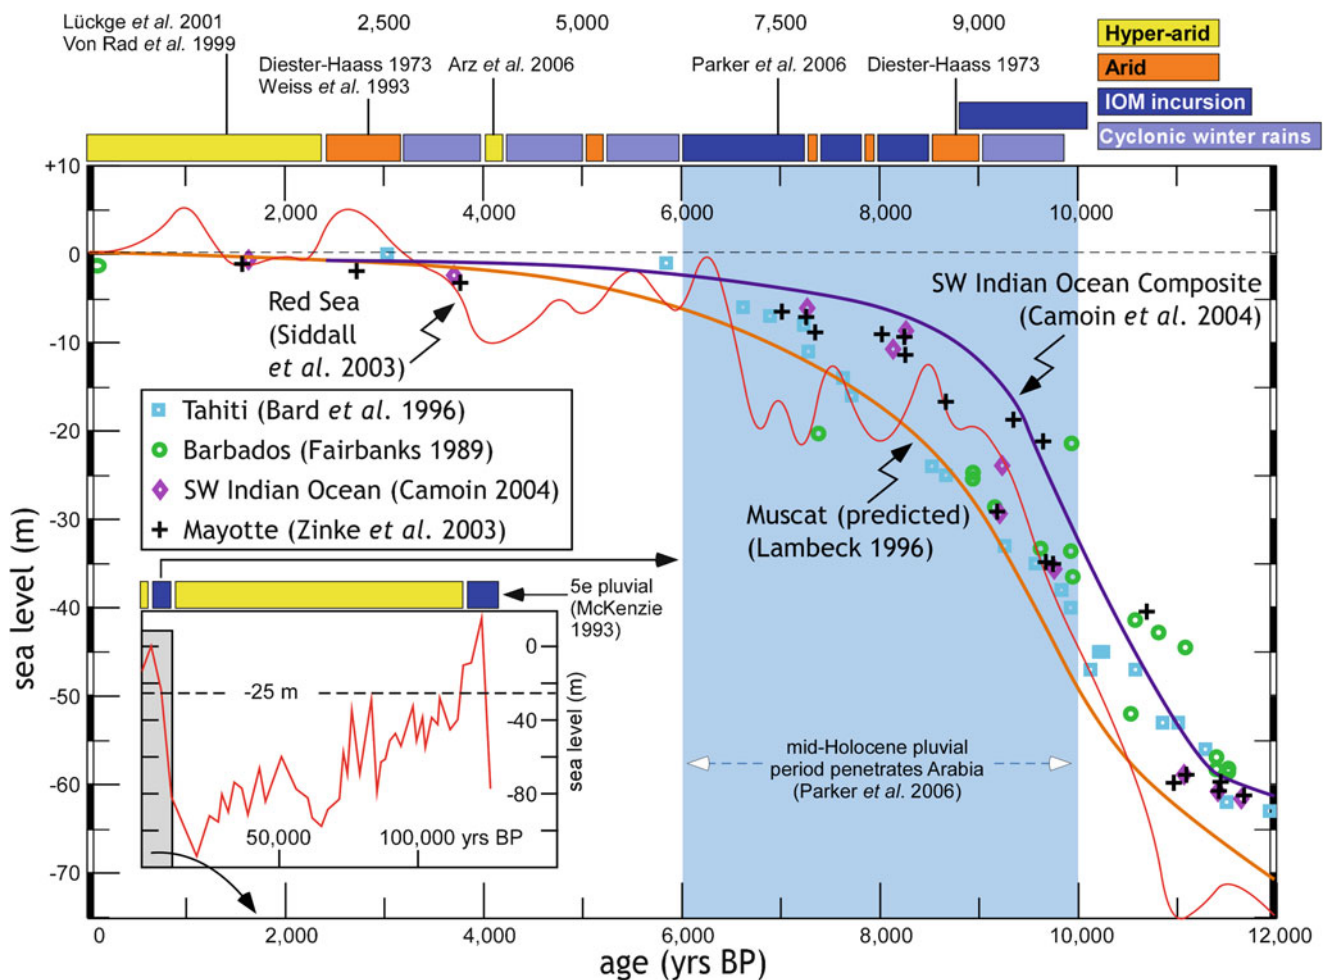 Lückge et al. 2001
Von Rad et al. 1999
2,500
5,000
7,500
9,000
Diester-Haass 1973
Weiss et al. 1993
Arz et al. 2006
Parker et al. 2006
Diester-Haass 1973
Hyper-arid
Arid
IOM incursion
Cyclonic winter rains
+10
0
-10
-20
-30
-40
-50
-60
-70
sea level (m)
2,000
4,000
6,000
8,000
10,000
Red Sea
(Siddall
et al. 2003)
SW Indian Ocean Composite
(Camoin et al. 2004)
Muscat (predicted)
(Lambeck 1996)
Tahiti (Bard et al. 1996)
Barbados (Fairbanks 1989)
SW Indian Ocean (Camoin 2004)
Mayotte (Zinke et al. 2003)
5e pluvial
(McKenzie
1993)
-25 m
0
-40
-80
sea level (m)
50,000
100,000 yrs BP
mid-Holocene pluvial
period penetrates Arabia
(Parker et al. 2006)
0
2,000
4,000
6,000
8,000
10,000
12,000
age (yrs BP)